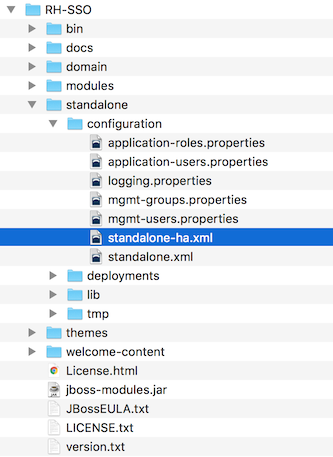 RH-SSO
bin
docs
domain
modules
standalone
configuration
application-roles.properties
application-users.properties
logging.properties
mgmt-groups.properties
mgmt-users.properties
standalone-ha.xml
standalone.xml
deployments
lib
tmp
themes
welcome-content
License.html
jboss-modules.jar
JBossEULA.txt
LICENSE.txt
version.txt